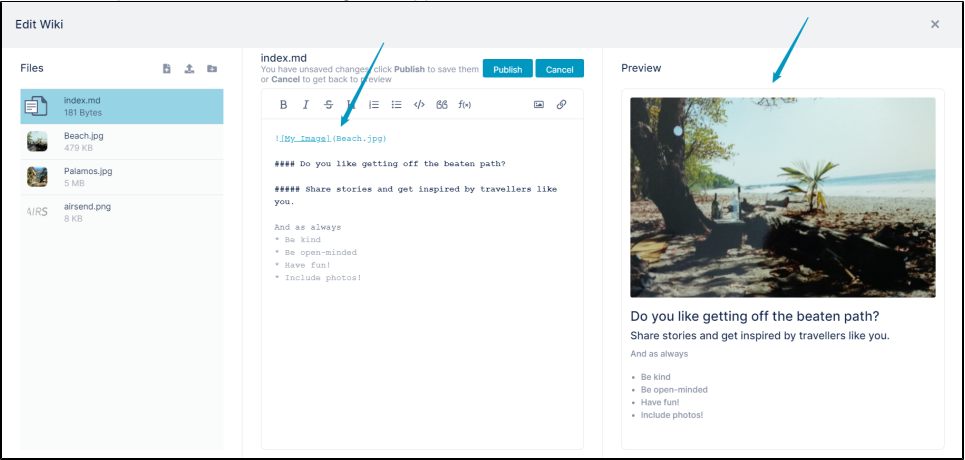 Edit Wiki
×
Files
index.md
181 Bytes
Beach.jpg
479 KB
Palamos.jpg
5 MB
AIRS
airsend.png
8 KB
index.md
You have unsaved changes, click Publish to save them
or Cancel to get back to preview
Publish
Cancel
B I S H </> f(x)
![My Image](Beach.jpg)
#### Do you like getting off the beaten path?
##### Share stories and get inspired by travellers like
you.
And as always
* Be kind
* Be open-minded
* Have fun!
* Include photos!
Preview
Do you like getting off the beaten path?
Share stories and get inspired by travellers like you.
And as always
• Be kind
• Be open-minded
• Have fun!
• Include photos!